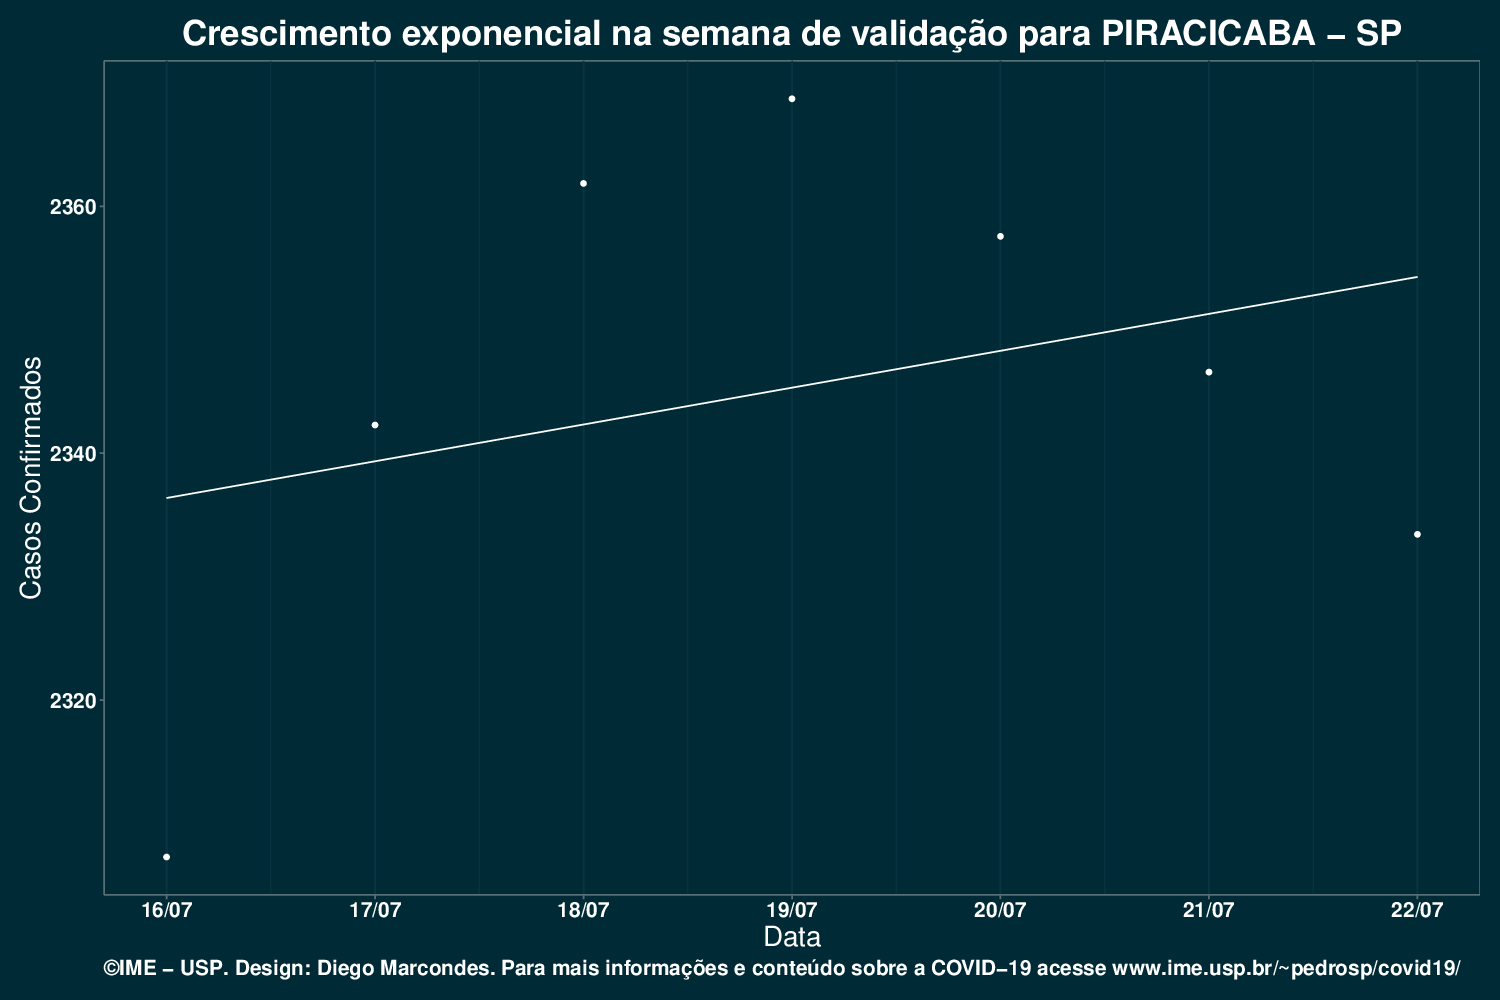 Crescimento exponencial na semana de validação para PIRACICABA – SP
Casos Confirmados
2360
2340
2320
16/07 17/07 18/07 19/07 20/07 21/07 22/07
Data
©IME – USP. Design: Diego Marcondes. Para mais informações e conteúdo sobre a COVID–19 acesse www.ime.usp.br/~pedrosp/covid19/